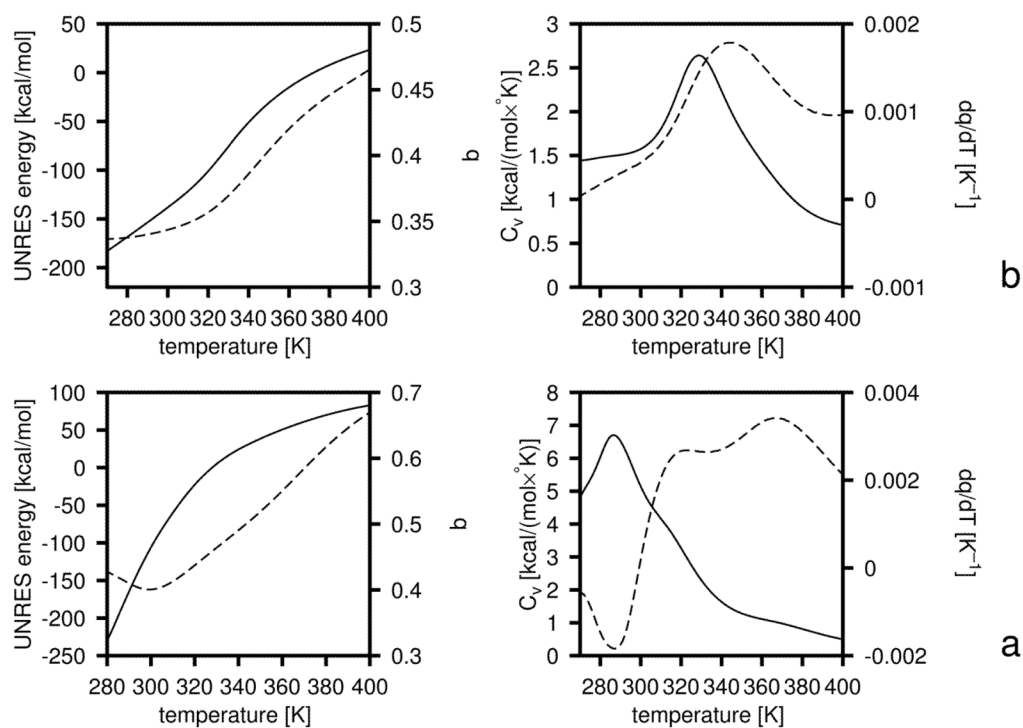 50
0
-50
-100
-150
-200
UNRES energy [kcal/mol]
0.5
0.45
0.4
0.35
0.3
b
280 300 320 340 360 380 400
temperature [K]
3
2.5
2
1.5
1
0.5
0
Cv [kcal/(mol×°K)]
0.002
0.001
0
-0.001
dq/dT [K⁻¹]
280 300 320 340 360 380 400
temperature [K]
b
100
50
0
-50
-100
-150
-200
-250
UNRES energy [kcal/mol]
0.7
0.6
0.5
0.4
0.3
b
280 300 320 340 360 380 400
temperature [K]
8
7
6
5
4
3
2
1
0
Cv [kcal/(mol×°K)]
0.004
0.002
0
-0.002
dq/dT [K⁻¹]
280 300 320 340 360 380 400
temperature [K]
a